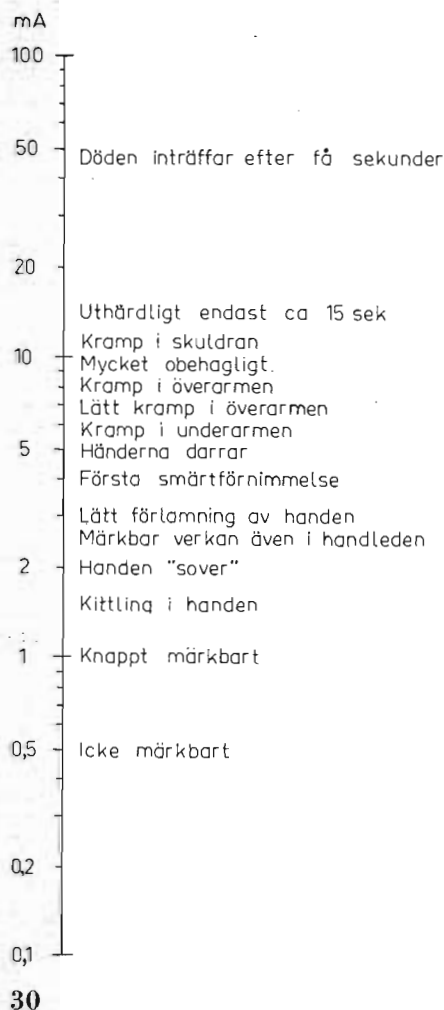 mA
100
50 Döden inträffar efter få sekunder
20
Uthärdligt endast ca 15 sek
Kramp i skuldran
10 Mycket obehagligt.
Kramp i överarmen
Lätt kramp i överarmen
Kramp i underarmen
5 Händerna darrar
Första smärtförnimmelse
Lätt förlamning av handen
Märkbar verkan även i handleden
2 Handen "sover"
Kittling i handen
1 Knappt märkbart
0,5 Icke märkbart
0,2
0,1
30